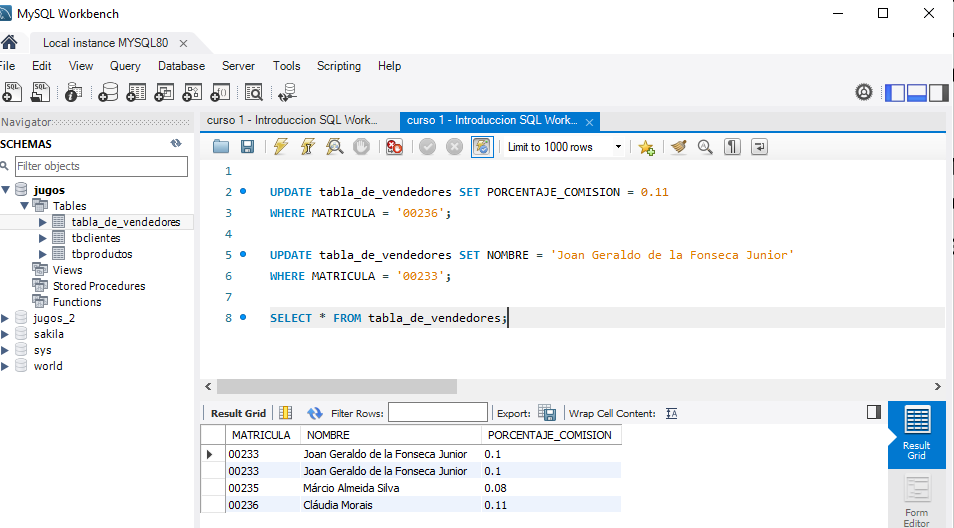 MySQL Workbench
Local instance MYSQL80
File Edit View Query Database Server Tools Scripting Help
Navigator
SCHEMAS
Filter objects
jugos
Tables
tabla_de_vendedores
tbclientes
tbproductos
Views
Stored Procedures
Functions
jugos_2
sakila
sys
world
curso 1 - Introduccion SQL Work... curso 1 - Introduccion SQL Work...
Limit to 1000 rows
1
2 UPDATE tabla_de_vendedores SET PORCENTAJE_COMISION = 0.11
3 WHERE MATRICULA = '00236';
4
5 UPDATE tabla_de_vendedores SET NOMBRE = 'Joan Geraldo de la Fonseca Junior'
6 WHERE MATRICULA = '00233';
7
8 SELECT * FROM tabla_de_vendedores;
Result Grid Filter Rows: Export: Wrap Cell Content:
MATRICULA NOMBRE PORCENTAJE_COMISION
00233 Joan Geraldo de la Fonseca Junior 0.1
00233 Joan Geraldo de la Fonseca Junior 0.1
00235 Márcio Almeida Silva 0.08
00236 Cláudia Morais 0.11
Result
Grid
Form
Editor